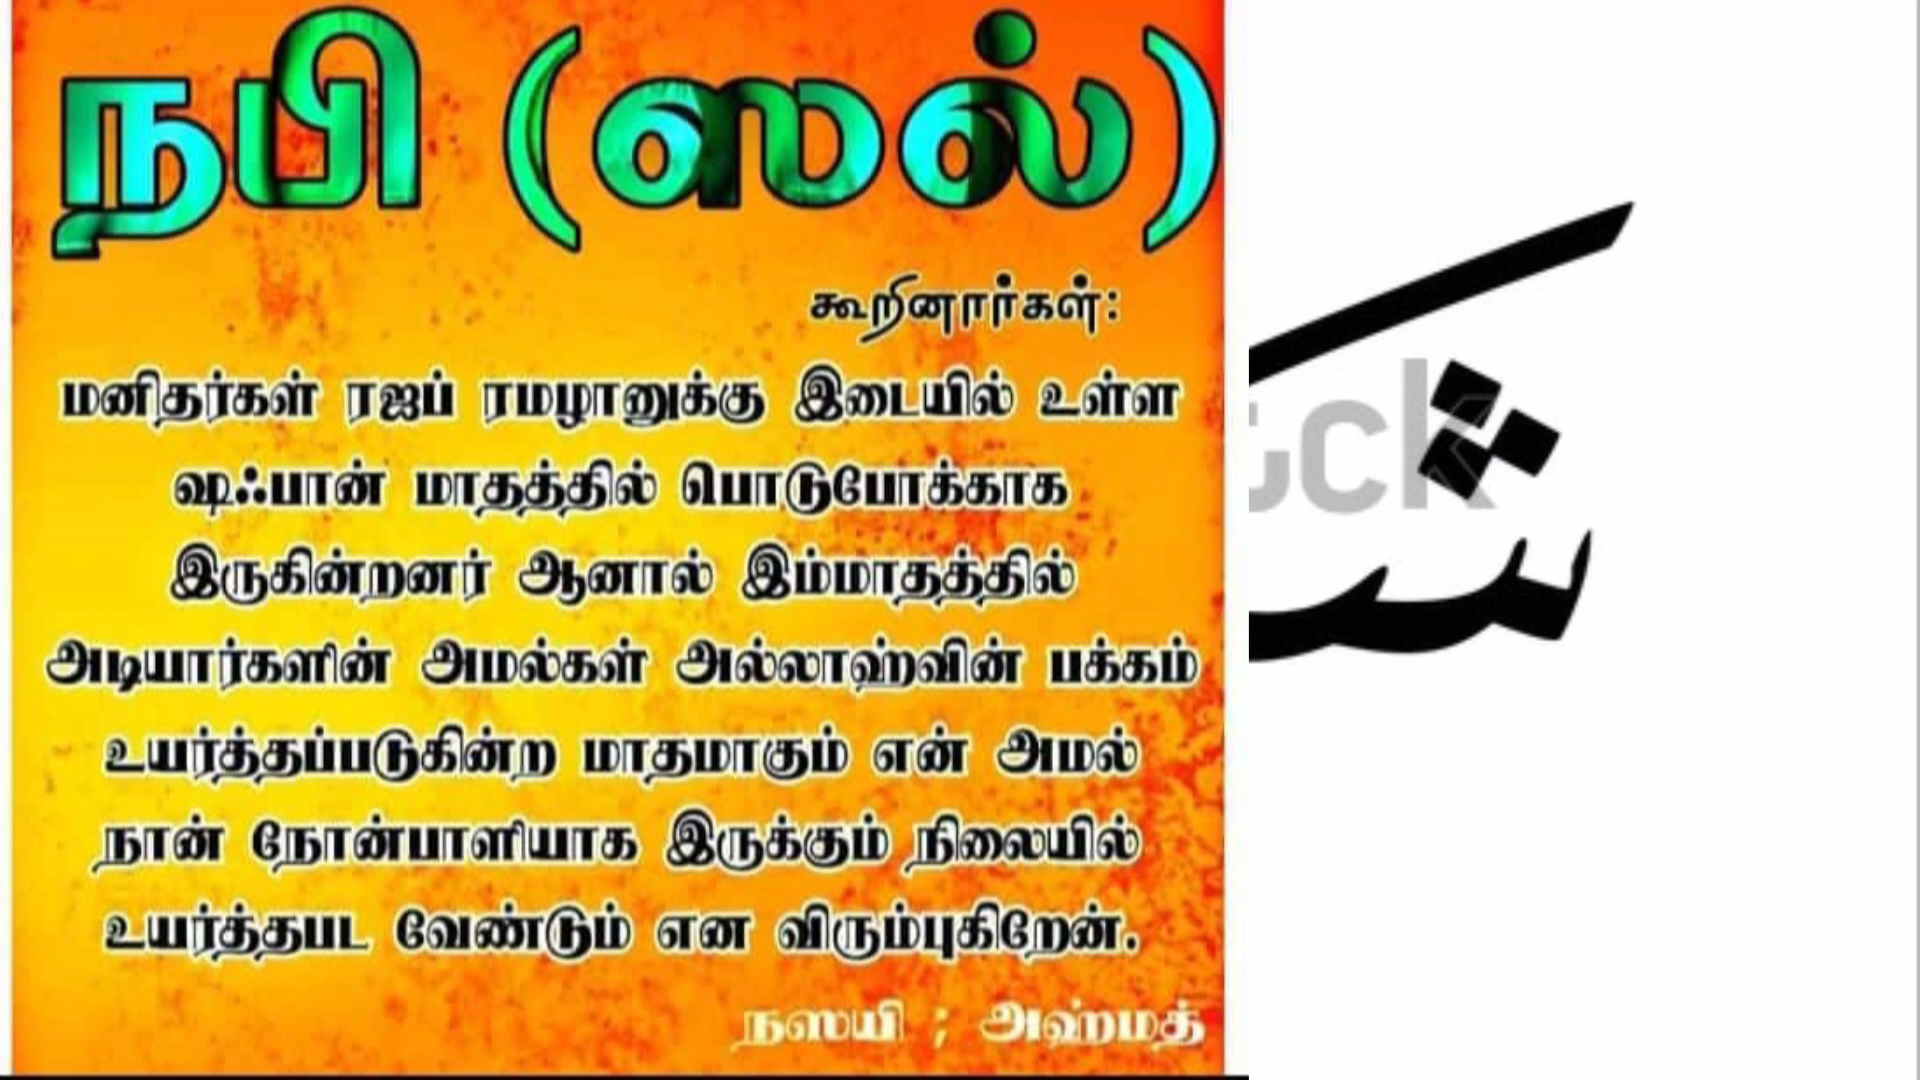 நபி (ஸல்)
கூறினார்கள்:
மனிதர்கள் ரஜப் ரமழானுக்கு இடையில் உள்ள
ஷஃபான் மாதத்தில் பொடுபோக்காக
இருகின்றனர் ஆனால் இம்மாதத்தில்
அடியார்களின் அமல்கள் அல்லாஹ்வின் பக்கம்
உயர்த்தப்படுகின்ற மாதமாகும் என் அமல்
நான் நோன்பாளியாக இருக்கும் நிலையில்
உயர்த்தபட வேண்டும் என விரும்புகிறேன்.
நஸயி ; அஹ்மத்